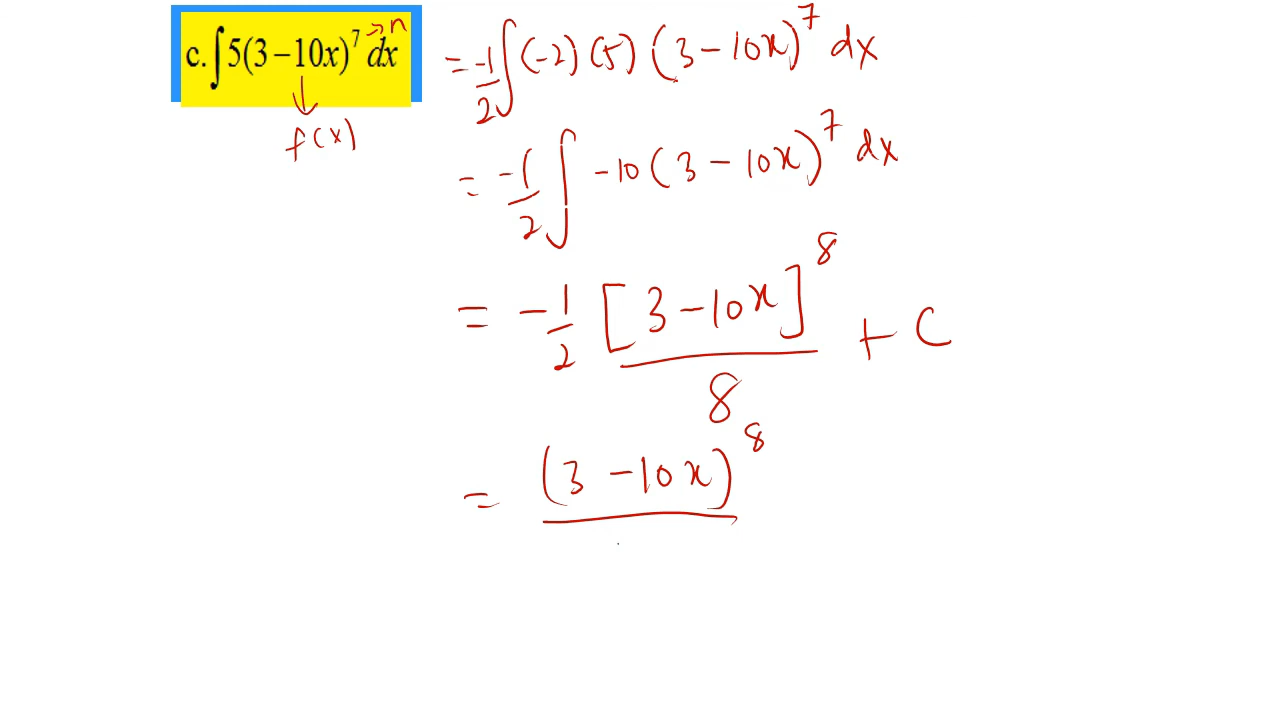 c. ∫5(3−10x)⁷ dx → n
f(x)
= -1/2 ∫ (-2) (5) (3 - 10x)⁷ dx
= -1/2 ∫ -10 (3 - 10x)⁷ dx
= -1/2 [3 - 10x]⁸ / 8 + C
= (3 - 10x)⁸